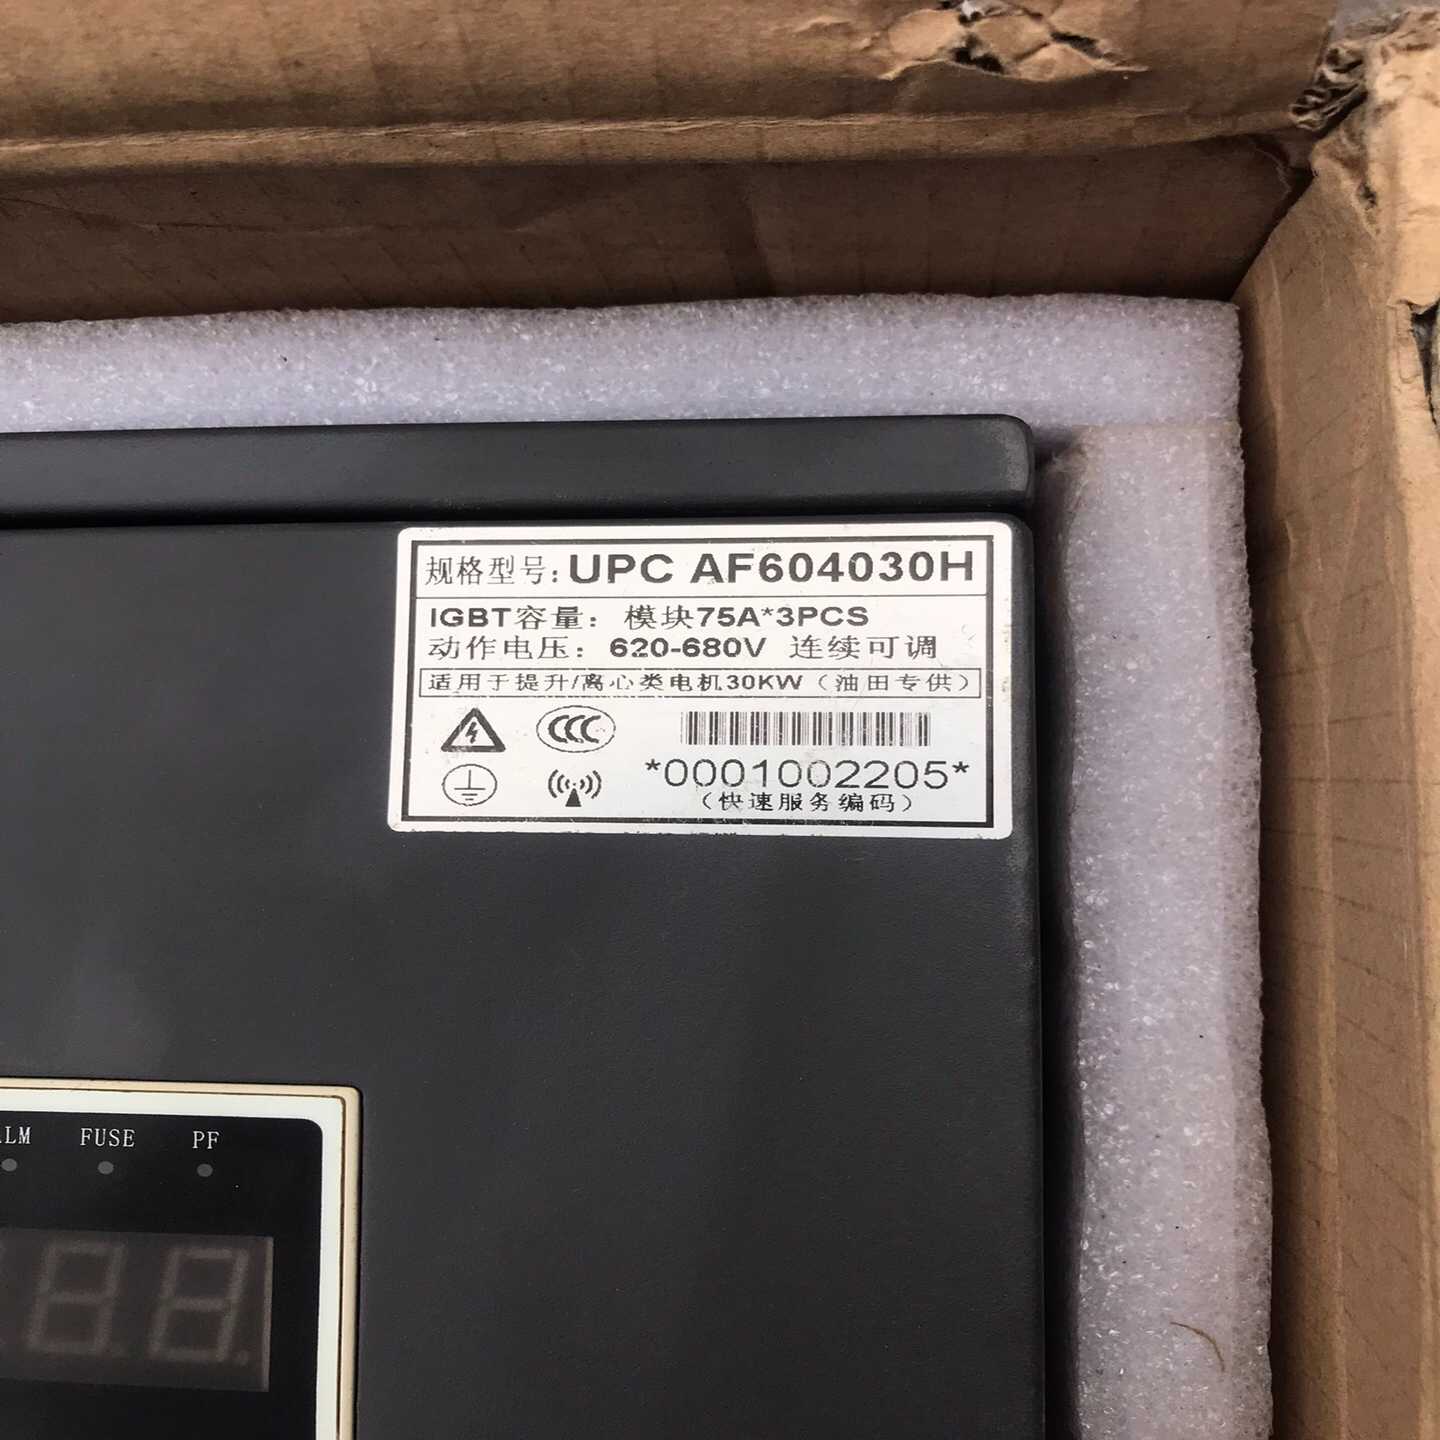 规格型号: UPC AF604030H
IGBT容量: 模块75A*3PCS
动作电压: 620-680V 连续可调
适用于提升/离心类电机30KW（油田专供）
CCC
*0001002205*
（快速服务编码）
LM FUSE PF